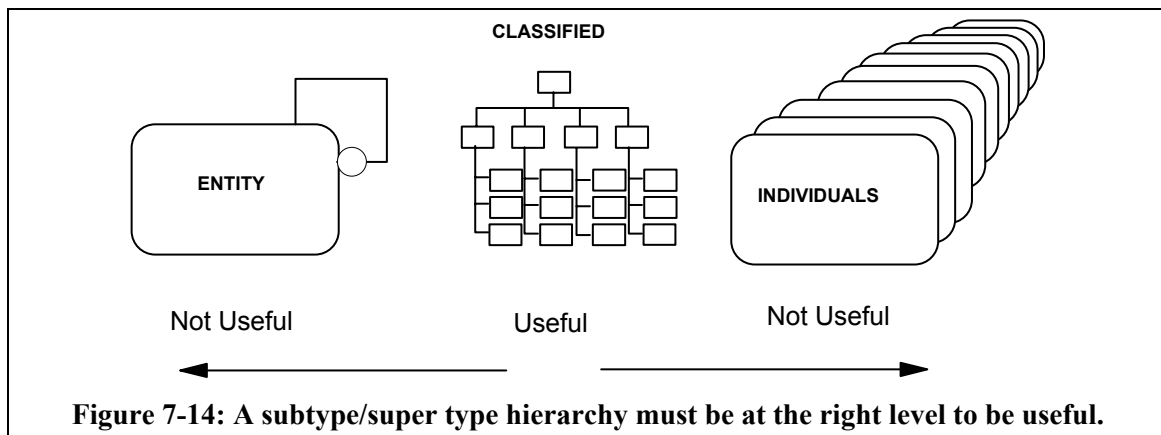 CLASSIFIED
ENTITY
INDIVIDUALS
Not Useful
Useful
Not Useful
Figure 7-14: A subtype/super type hierarchy must be at the right level to be useful.